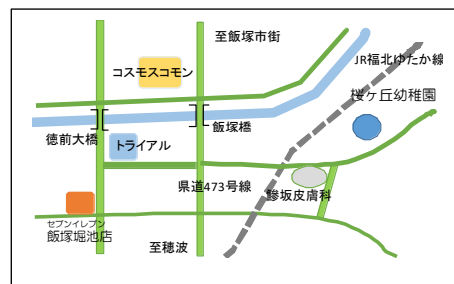 至飯塚市街
コスモスコモン
JR福北ゆたか線
桜ヶ丘幼稚園
徳前大橋
トライアル
飯塚橋
県道473号線
鰺坂皮膚科
セブンイレブン
飯塚堀池店
至穂波